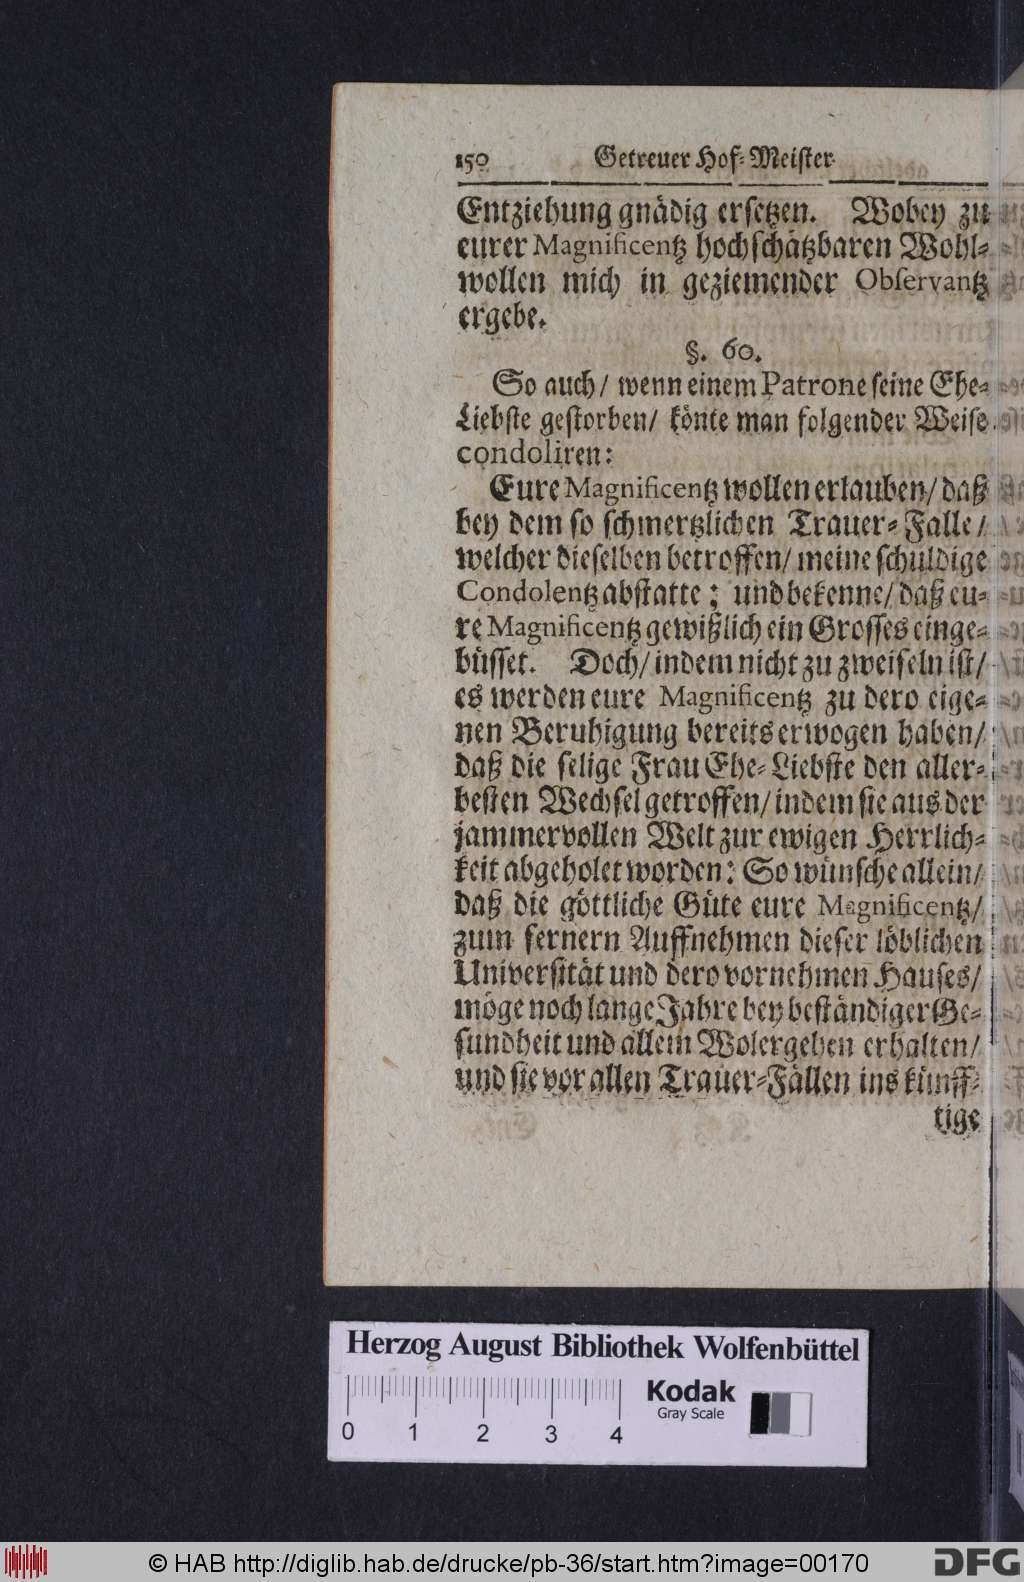 150 Getreuer Hof-Meister
Entziehung gnädig ersetzen. Wobey zu
eurer Magnificentz hochschätzbaren Wohl-
wollen mich in geziemender Observantz
ergebe.
§. 60.
So auch/ wenn einem Patrone seine Ehe-
Liebste gestorben/ könte man folgender Weise
condoliren:
Eure Magnificentz wollen erlauben/ daß
bey dem so schmertzlichen Trauer-Falle/
welcher dieselben betroffen/ meine schuldige
Condolentz abstatte; und bekenne/ daß eu-
re Magnificentz gewißlich ein Grosses einge-
büsset. Doch/ indem nicht zu zweifeln ist/
es werden eure Magnificentz zu dero eige-
nen Beruhigung bereits erwogen haben/
daß die selige Frau Ehe-Liebste den aller-
besten Wechsel getroffen/ indem sie aus der
jammervollen Welt zur ewigen Herrlich-
keit abgeholet worden: So wünsche allein/
daß die göttliche Güte eure Magnificentz/
zum fernern Auffnehmen dieser löblichen
Universität und dero vornehmen Hauses/
möge noch lange Jahre bey beständiger Ge-
sundheit und allem Wolergehen erhalten/
und sie vor allen Trauer-Fällen ins künff-
tige
Herzog August Bibliothek Wolfenbüttel
Kodak
Gray Scale
0 1 2 3 4
© HAB http://diglib.hab.de/drucke/pb-36/start.htm?image=00170
DFG